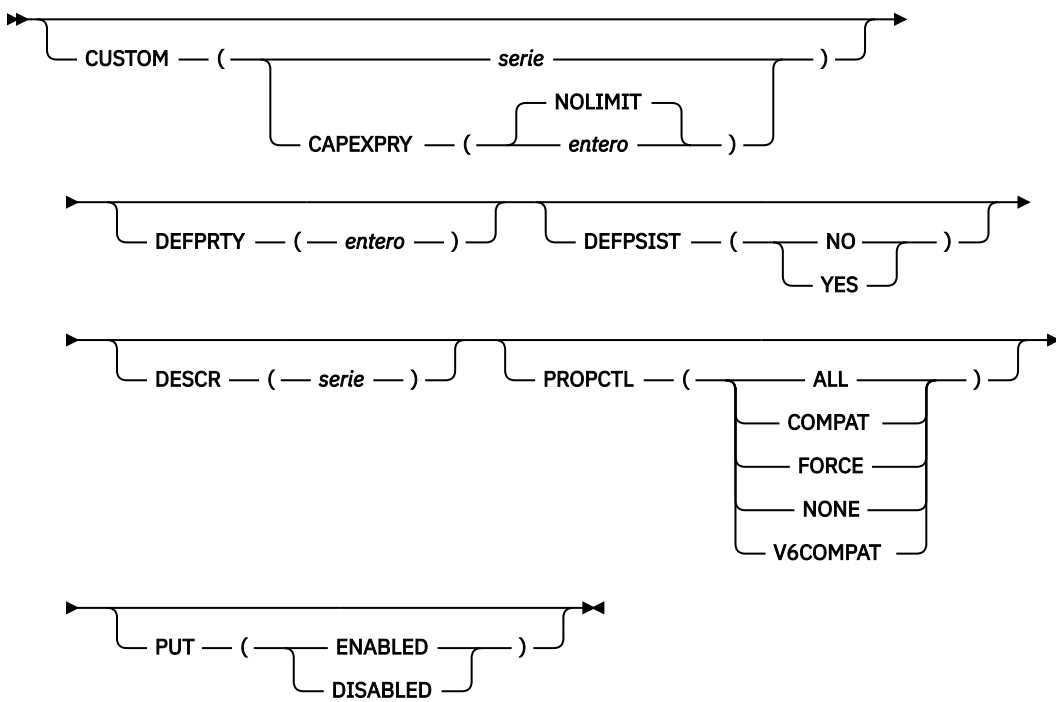 CUSTOM ( serie )
NOLIMIT
CAPEXPRY ( entero )
DEFPRTY ( entero ) DEFPSIST ( NO )
YES
DESCR ( serie ) PROPCTL ( ALL )
COMPAT
FORCE
NONE
V6COMPAT
PUT ( ENABLED )
DISABLED